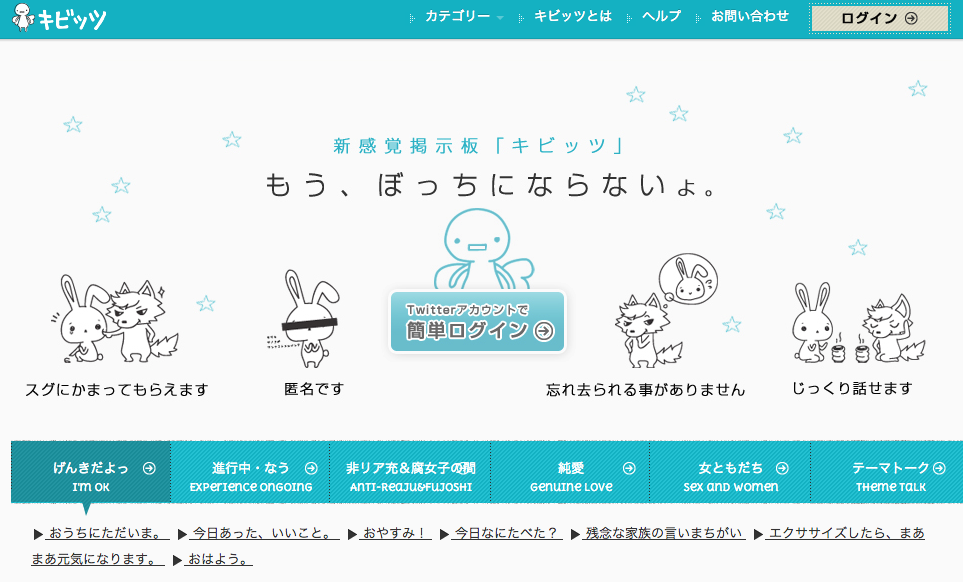 キビッツ
カテゴリー
キビッツとは
ヘルプ
お問い合わせ
ログイン
新感覚掲示板「キビッツ」
もう、ぼっちにならないょ。
Twitterアカウントで
簡単ログイン
スグにかまってもらえます
匿名です
忘れ去られる事がありません
じっくり話せます
げんきだよっ
I'm OK
進行中・なう
Experience ongoing
非リア充&腐女子の間
Anti-Reaju&Fujoshi
純愛
Genuine Love
女ともだち
Sex and Women
テーマトーク
Theme Talk
おうちにただいま。 今日あった、いいこと。 おやすみ! 今日なにたべた? 残念な家族の言いまちがい エクササイズしたら、まあ
まあ元気になります。 おはよう。